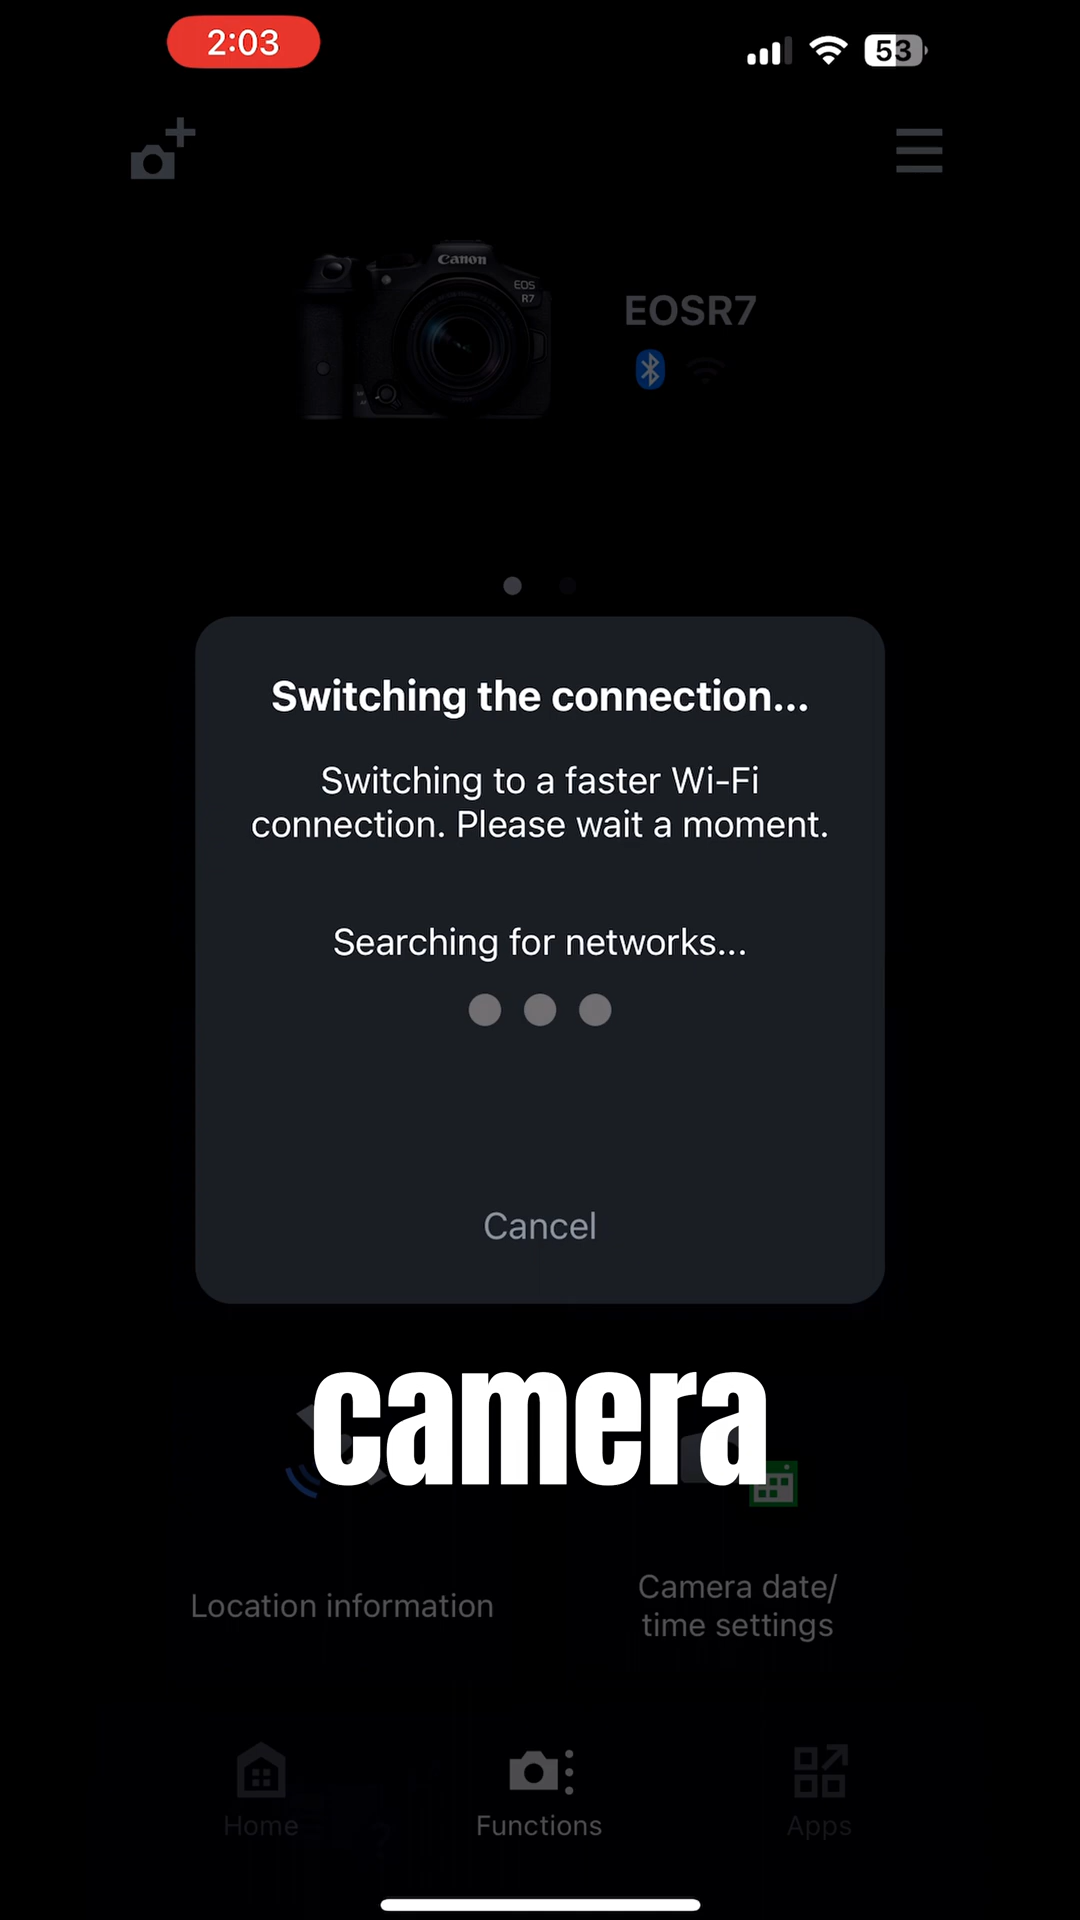 2:03
53
Canon
EOS
R7
EOSR7
Switching the connection...
Switching to a faster Wi-Fi
connection. Please wait a moment.
Searching for networks...
Cancel
camera
Location information
Camera date/
time settings
Home
Functions
Apps